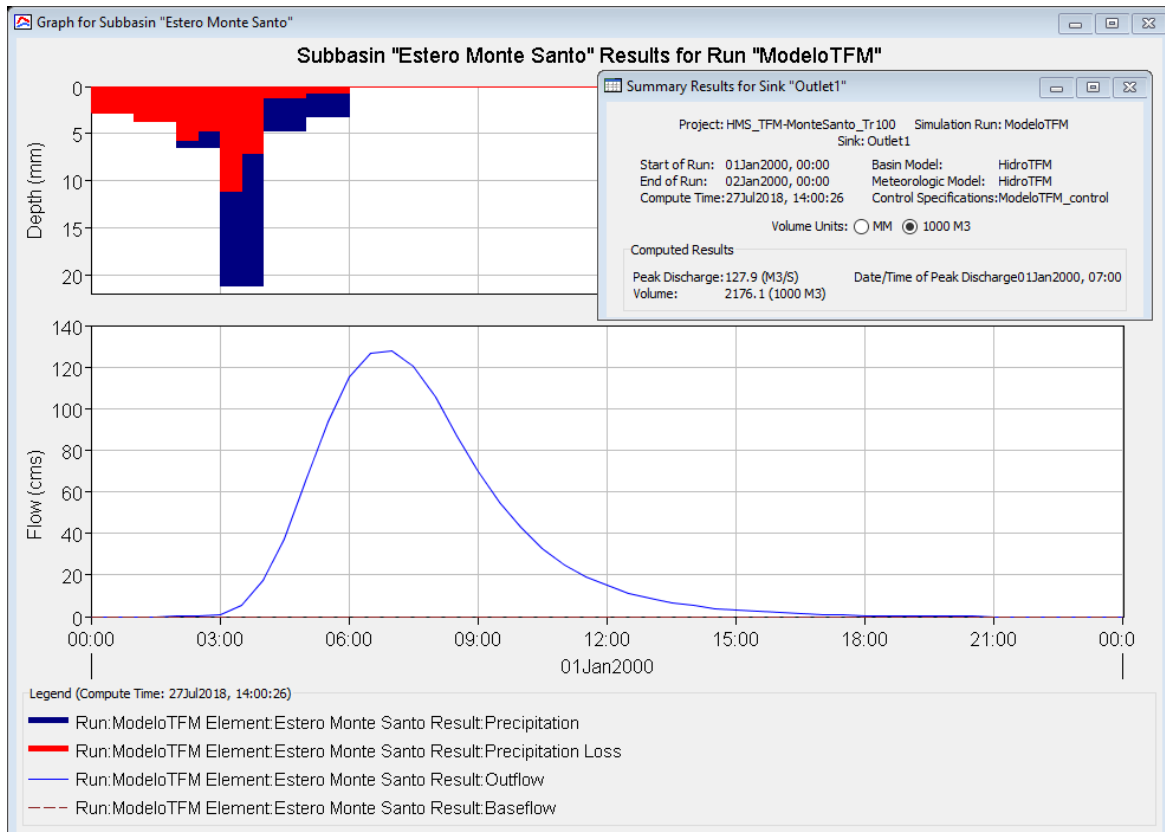 Graph for Subbasin "Estero Monte Santo"
Subbasin "Estero Monte Santo" Results for Run "ModeloTFM"
Summary Results for Sink "Outlet1"
Project: HMS_TFM-MonteSanto_Tr100 Simulation Run: ModeloTFM
Sink: Outlet1
Start of Run: 01Jan2000, 00:00 Basin Model: HidroTFM
End of Run: 02Jan2000, 00:00 Meteorologic Model: HidroTFM
Compute Time:27Jul2018, 14:00:26 Control Specifications:ModeloTFM_control
Volume Units: MM 1000 M3
Computed Results
Peak Discharge:127.9 (M3/S) Date/Time of Peak Discharge01Jan2000, 07:00
Volume: 2176.1 (1000 M3)
Depth (mm)
0
5
10
15
20
Flow (cms)
140
120
100
80
60
40
20
0
00:00 03:00 06:00 09:00 12:00 15:00 18:00 21:00 00:0
01Jan2000
Legend (Compute Time: 27Jul2018, 14:00:26)
Run:ModeloTFM Element:Estero Monte Santo Result:Precipitation
Run:ModeloTFM Element:Estero Monte Santo Result:Precipitation Loss
Run:ModeloTFM Element:Estero Monte Santo Result:Outflow
Run:ModeloTFM Element:Estero Monte Santo Result:Baseflow